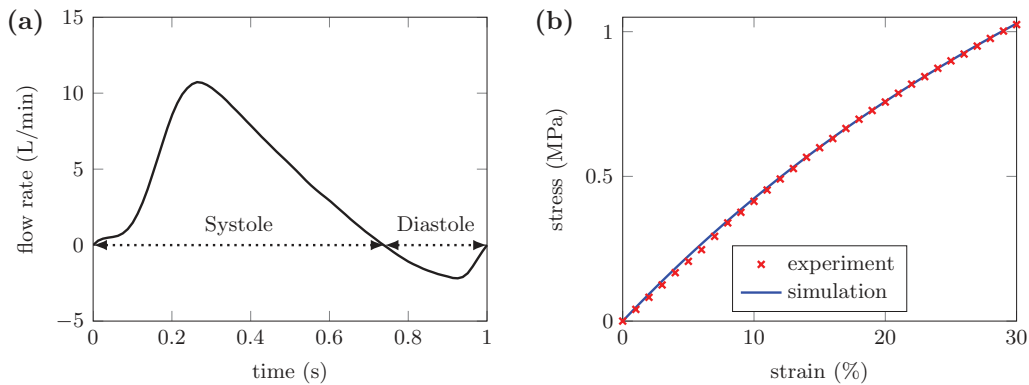 (a)
15
10
5
0
−5
flow rate (L/min)
Systole
Diastole
0
0.2
0.4
0.6
0.8
1
time (s)
(b)
1
0.5
0
stress (MPa)
experiment
simulation
0
10
20
30
strain (%)